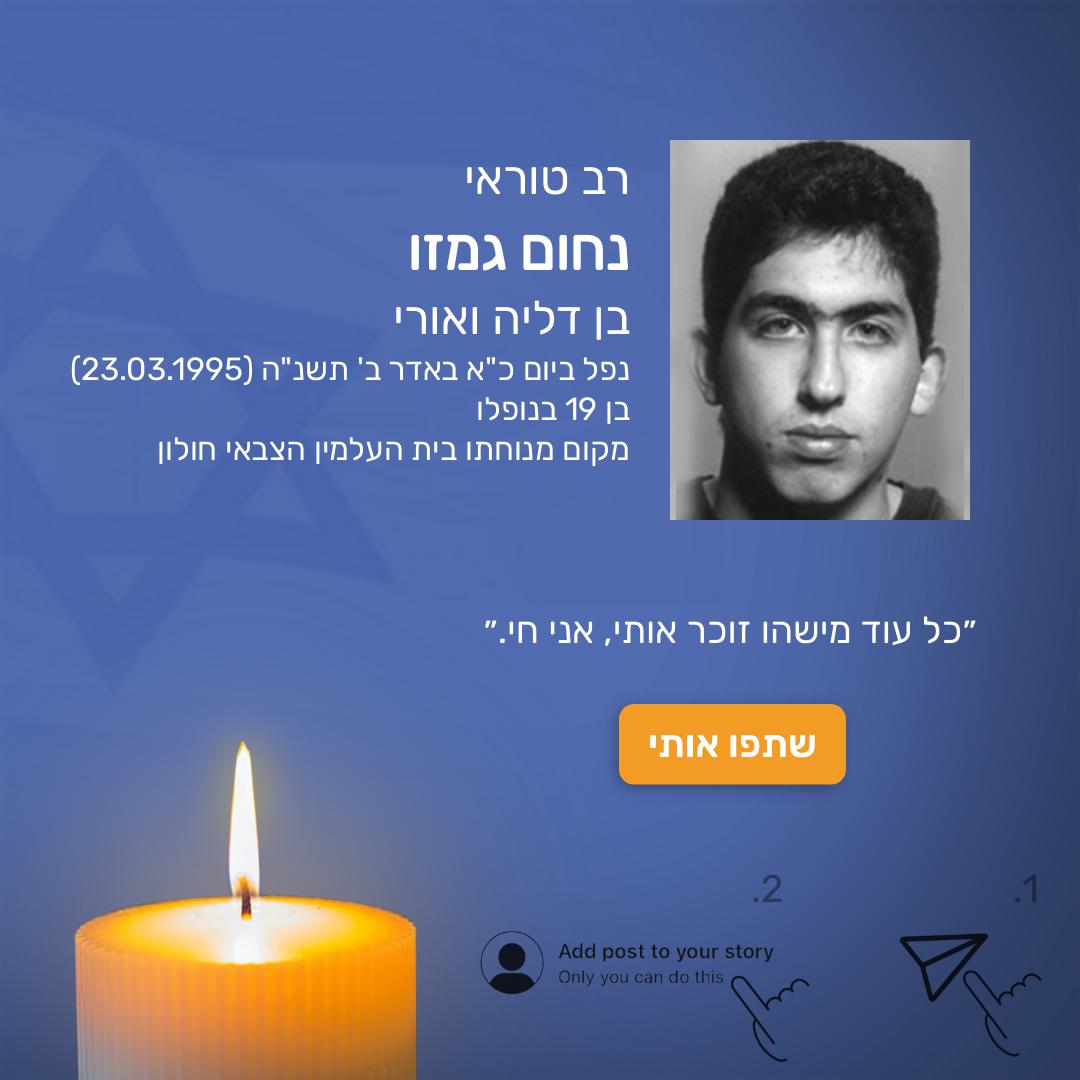 רב טוראי
נחום גמזו
בן דליה ואורי
נפל ביום כ"א באדר ב' תשנ"ה (23.03.1995)
בן 19 בנופלו
מקום מנוחתו בית העלמין הצבאי חולון
״כל עוד מישהו זוכר אותי, אני חי.״
שתפו אותי
.1
.2
Add post to your story
Only you can do this